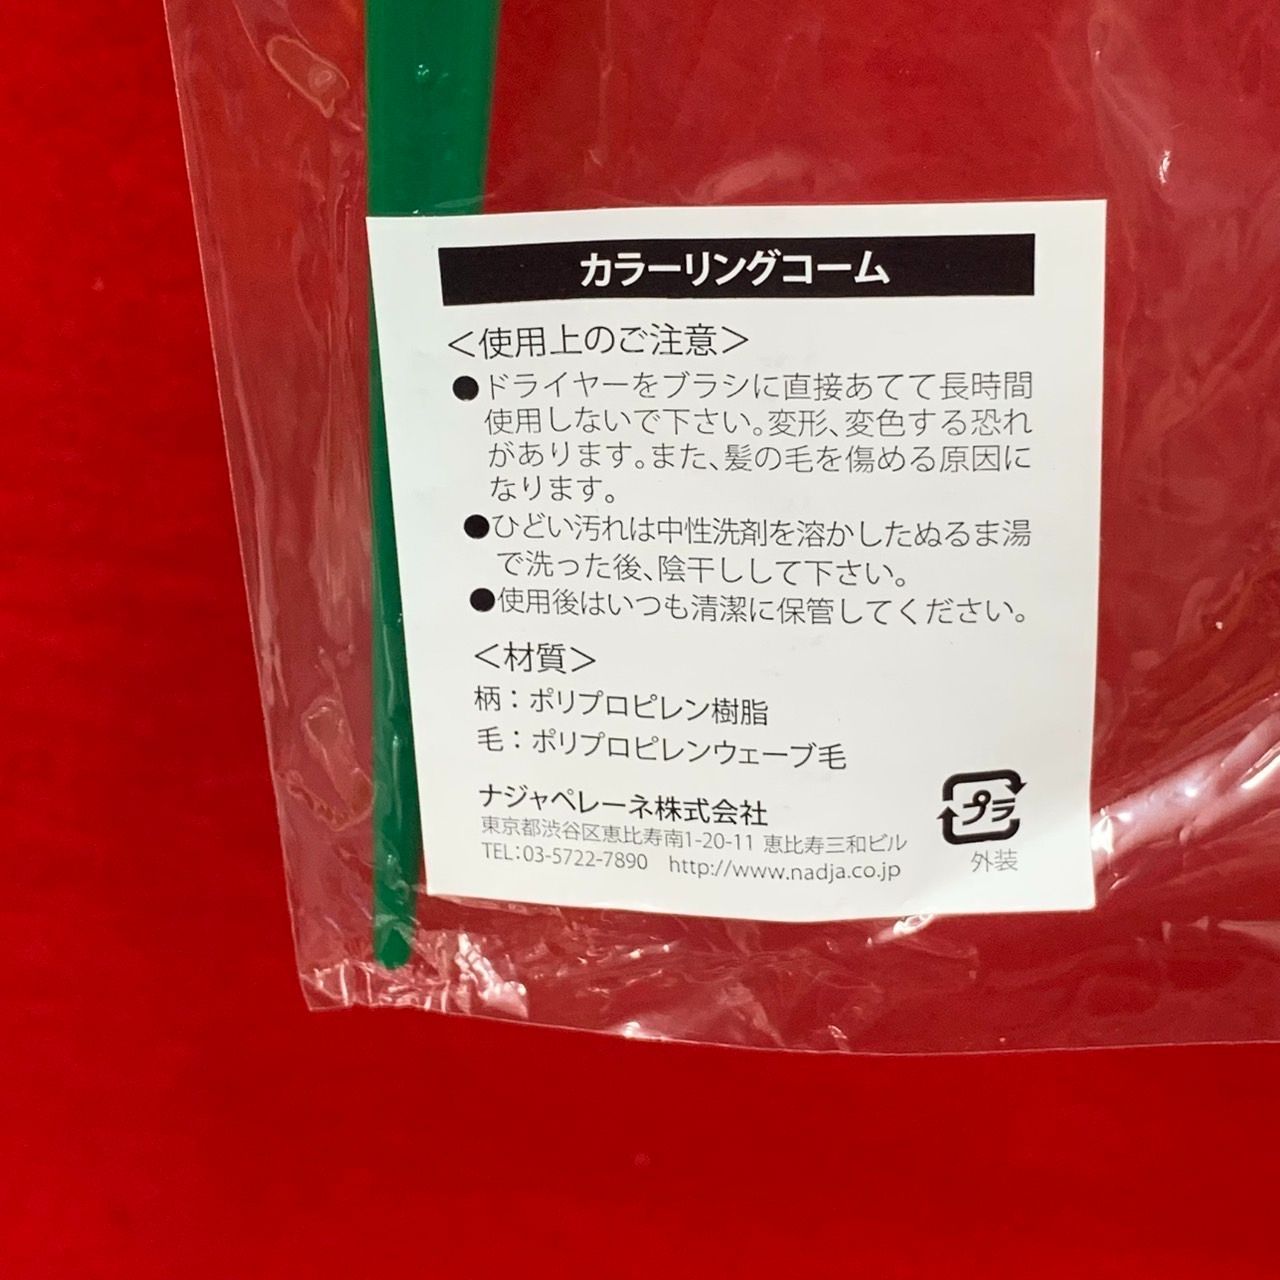 カラーリングコーム
＜使用上のご注意＞
●ドライヤーをブラシに直接あてて長時間
使用しないで下さい。変形、変色する恐れ
があります。また、髪の毛を傷める原因に
なります。
●ひどい汚れは中性洗剤を溶かしたぬるま湯
で洗った後、陰干しして下さい。
●使用後はいつも清潔に保管してください。
＜材質＞
柄：ポリプロピレン樹脂
毛：ポリプロピレンウェーブ毛
ナジャペレーネ株式会社
東京都渋谷区恵比寿南1-20-11 恵比寿三和ビル
TEL：03-5722-7890 http://www.nadja.co.jp
プラ
外装